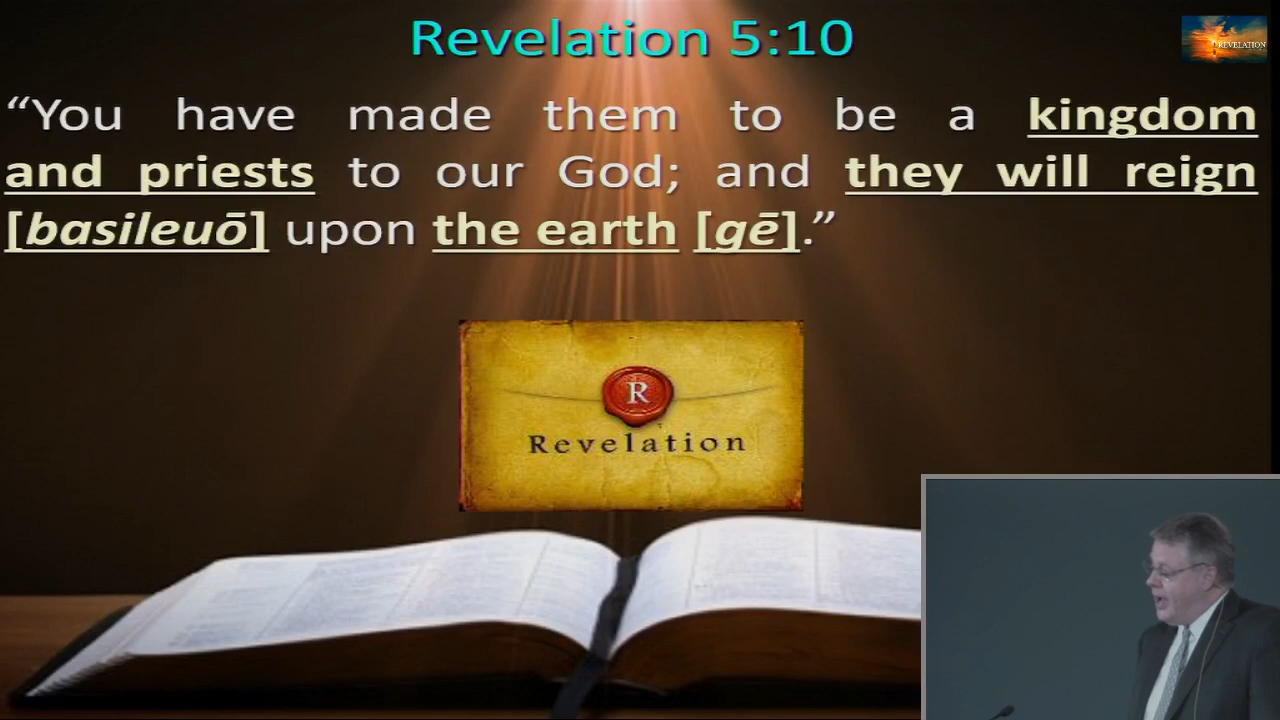 Revelation 5:10
REVELATION
“You have made them to be a kingdom
and priests to our God; and they will reign
[basileuō] upon the earth [gē].”
R
Revelation